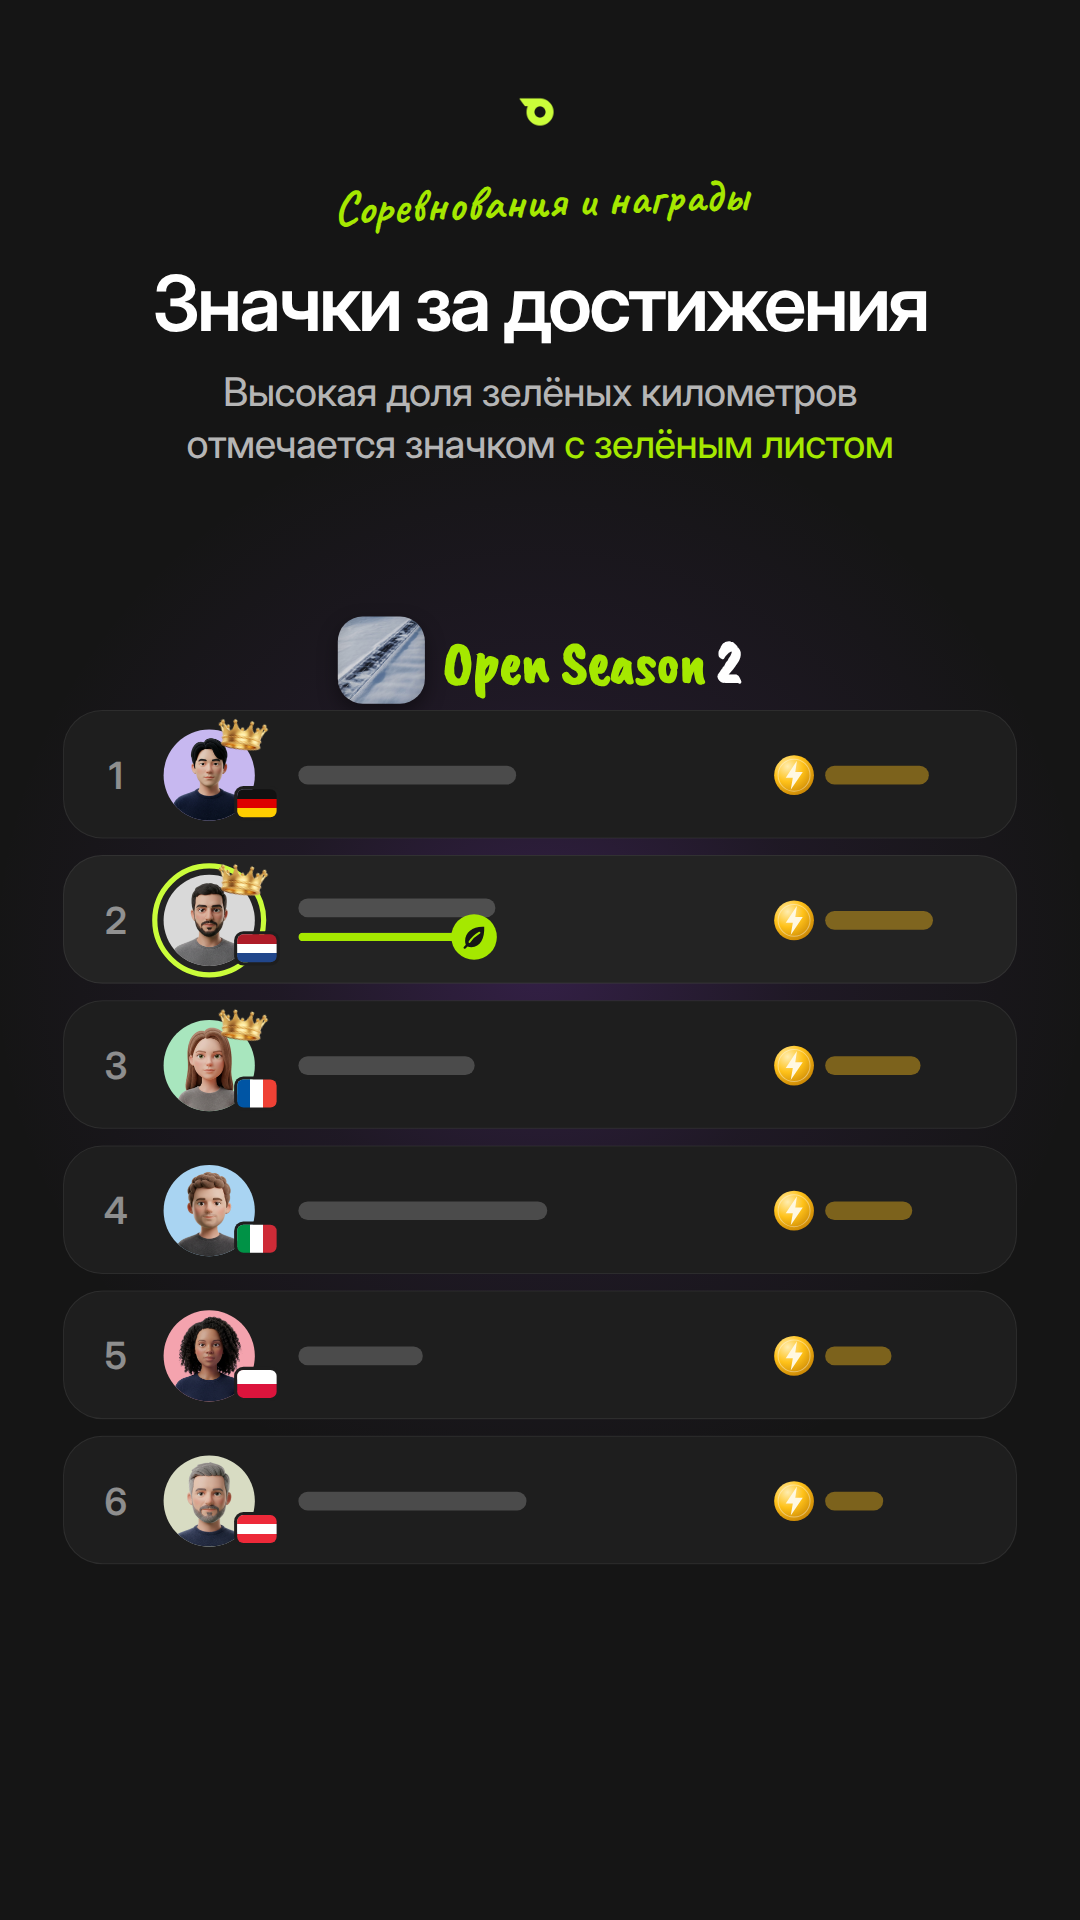 Соревнования и награды
Значки за достижения
Высокая доля зелёных километров
отмечается значком с зелёным листом
Open Season 2
1
2
3
4
5
6